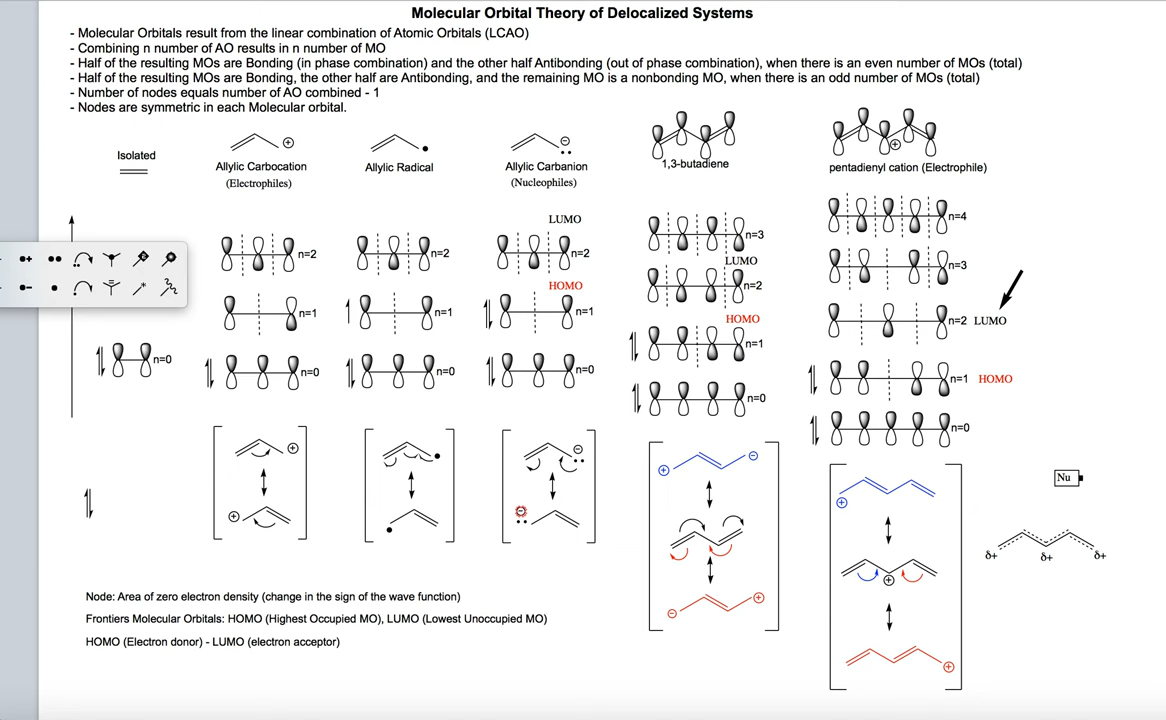 Molecular Orbital Theory of Delocalized Systems
- Molecular Orbitals result from the linear combination of Atomic Orbitals (LCAO)
- Combining n number of AO results in n number of MO
- Half of the resulting MOs are Bonding (in phase combination) and the other half Antibonding (out of phase combination), when there is an even number of MOs (total)
- Half of the resulting MOs are Bonding, the other half are Antibonding, and the remaining MO is a nonbonding MO, when there is an odd number of MOs (total)
- Number of nodes equals number of AO combined - 1
- Nodes are symmetric in each Molecular orbital.
Isolated
n=0
Allylic Carbocation
(Electrophiles)
n=2
n=1
n=0
Allylic Radical
n=2
n=1
n=0
Allylic Carbanion
(Nucleophiles)
LUMO
n=2
HOMO
n=1
n=0
1,3-butadiene
n=3
LUMO
n=2
HOMO
n=1
n=0
pentadienyl cation (Electrophile)
n=4
n=3
n=2 LUMO
n=1 HOMO
n=0
Nu
δ+ δ+ δ+
Node: Area of zero electron density (change in the sign of the wave function)
Frontiers Molecular Orbitals: HOMO (Highest Occupied MO), LUMO (Lowest Unoccupied MO)
HOMO (Electron donor) - LUMO (electron acceptor)